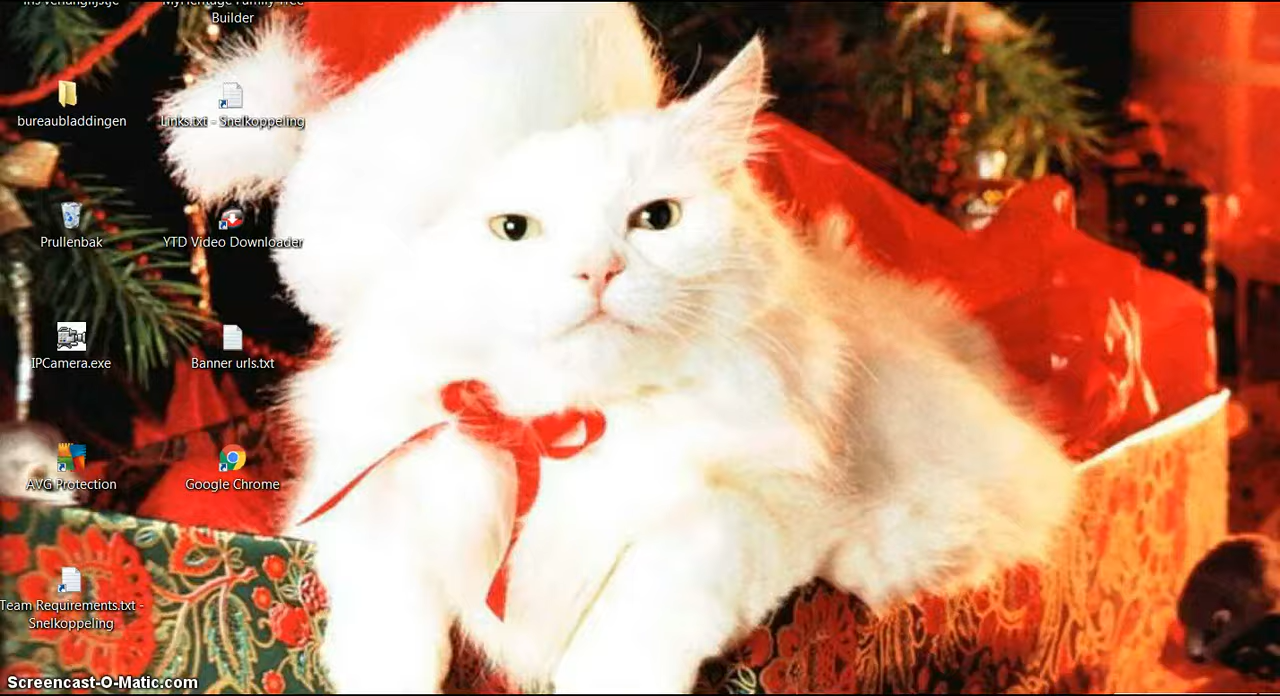 Builder
bureaubladdingen
Links.txt - Snelkoppeling
Prullenbak
YTD Video Downloader
IPCamera.exe
Banner urls.txt
AVG Protection
Google Chrome
Team Requirements.txt -
Snelkoppeling
Screencast-O-Matic.com